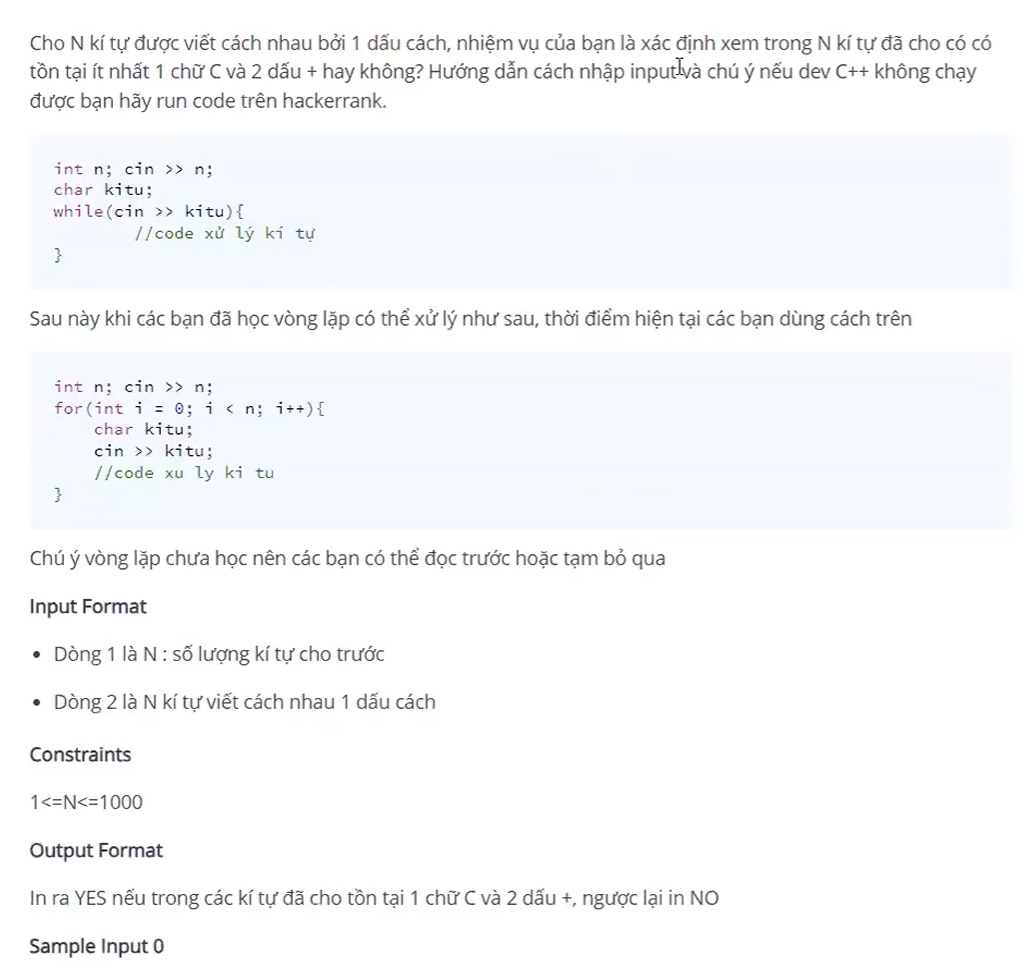 Cho N kí tự được viết cách nhau bởi 1 dấu cách, nhiệm vụ của bạn là xác định xem trong N kí tự đã cho có có
tồn tại ít nhất 1 chữ C và 2 dấu + hay không? Hướng dẫn cách nhập input và chú ý nếu dev C++ không chạy
được bạn hãy run code trên hackerrank.
int n; cin >> n;
char kitu;
while(cin >> kitu){
//code xử lý kí tự
}
Sau này khi các bạn đã học vòng lặp có thể xử lý như sau, thời điểm hiện tại các bạn dùng cách trên
int n; cin >> n;
for(int i = 0; i < n; i++){
char kitu;
cin >> kitu;
//code xu ly ki tu
}
Chú ý vòng lặp chưa học nên các bạn có thể đọc trước hoặc tạm bỏ qua
Input Format
• Dòng 1 là N : số lượng kí tự cho trước
• Dòng 2 là N kí tự viết cách nhau 1 dấu cách
Constraints
1<=N<=1000
Output Format
In ra YES nếu trong các kí tự đã cho tồn tại 1 chữ C và 2 dấu +, ngược lại in NO
Sample Input 0